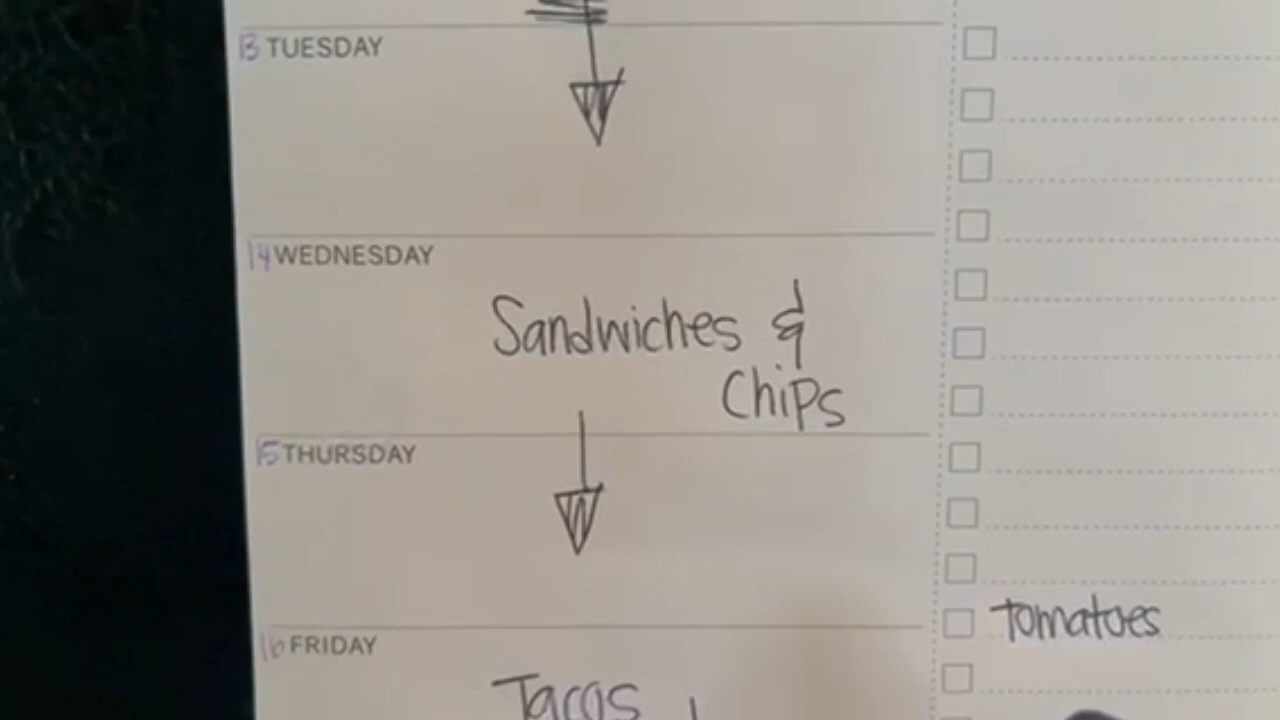 13 TUESDAY
14 WEDNESDAY
Sandwiches &
Chips
15 THURSDAY
16 FRIDAY
Tacos
Tomatoes